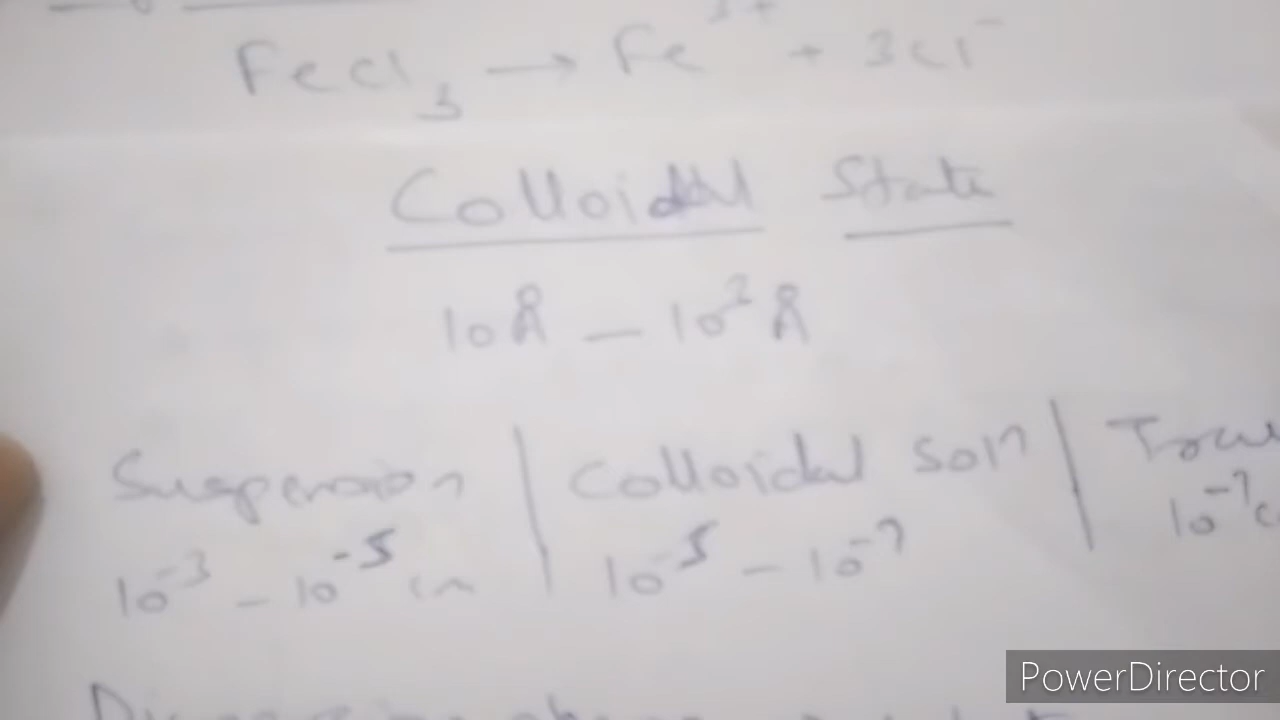 FeCl₃ → Fe³⁺ + 3Cl⁻
Colloidal State
10Å – 10² Å
Suspension | Colloidal soln | True
10⁻³ – 10⁻⁵ cm | 10⁻⁵ – 10⁻⁷ | 10⁻⁷ c
PowerDirector